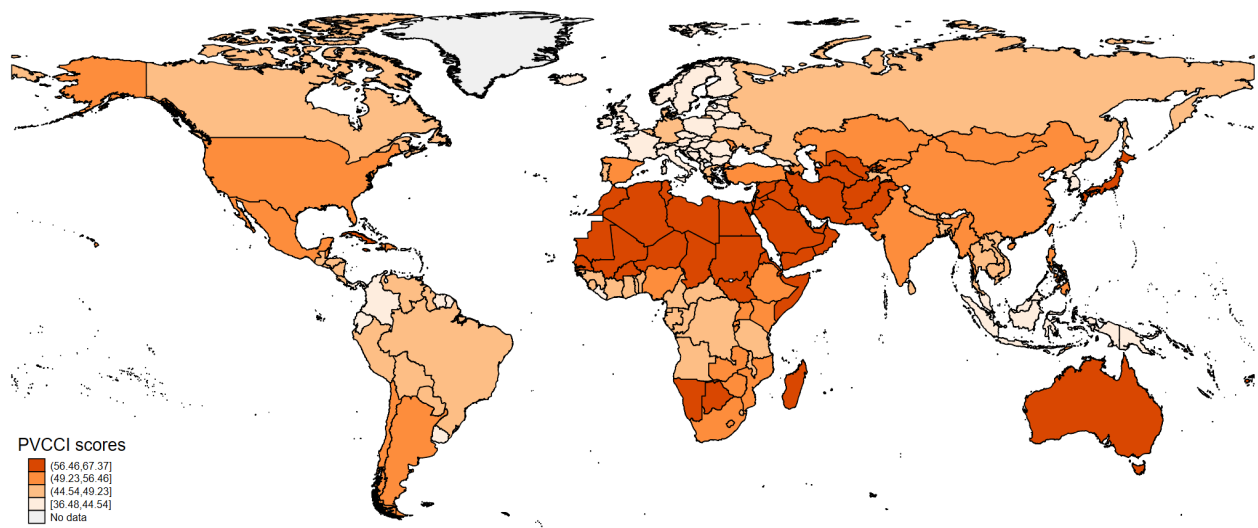 PVCCI scores
(56.46,67.37]
(49.23,56.46]
(44.54,49.23]
[36.48,44.54]
No data